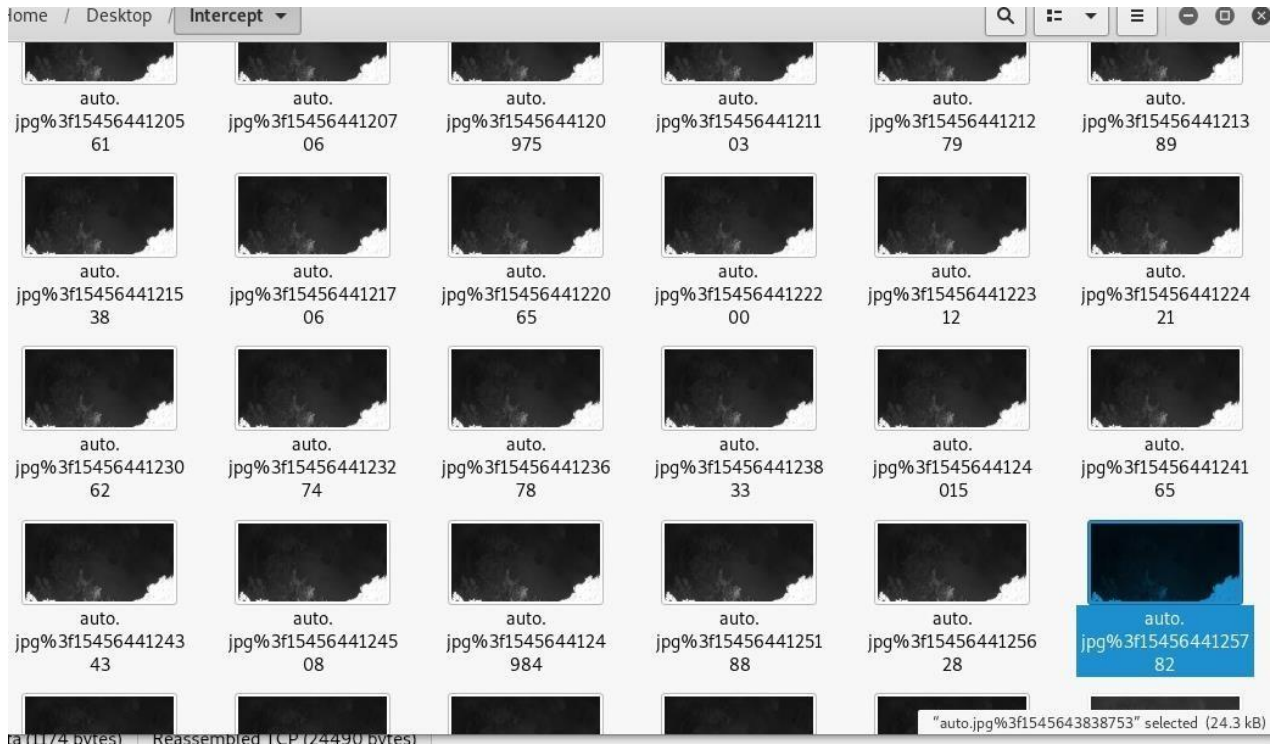 Home / Desktop / Intercept
auto. auto. auto. auto. auto. auto.
jpg%3f15456441205 jpg%3f15456441207 jpg%3f1545644120 jpg%3f15456441211 jpg%3f15456441212 jpg%3f15456441213
61 06 975 03 79 89
auto. auto. auto. auto. auto. auto.
jpg%3f15456441215 jpg%3f15456441217 jpg%3f15456441220 jpg%3f15456441222 jpg%3f15456441223 jpg%3f15456441224
38 06 65 00 12 21
auto. auto. auto. auto. auto. auto.
jpg%3f15456441230 jpg%3f15456441232 jpg%3f15456441236 jpg%3f15456441238 jpg%3f1545644124 jpg%3f15456441241
62 74 78 33 015 65
auto. auto. auto. auto. auto. auto.
jpg%3f15456441243 jpg%3f15456441245 jpg%3f1545644124 jpg%3f15456441251 jpg%3f15456441256 jpg%3f15456441257
43 08 984 88 28 82
"auto.jpg%3f1545643838753" selected (24.3 kB)
ta (1174 bytes) Reassembled TCP (24490 bytes)